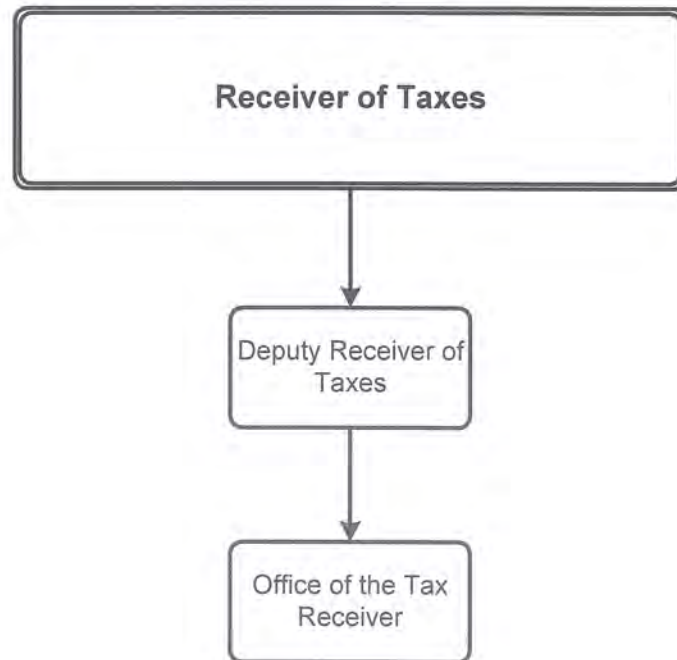 Receiver of Taxes
Deputy Receiver of
Taxes
Office of the Tax
Receiver